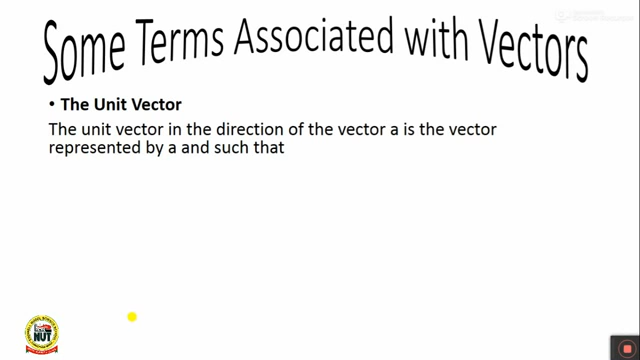 Some Terms Associated with Vectors
• The Unit Vector
The unit vector in the direction of the vector a is the vector
represented by a and such that
NUT